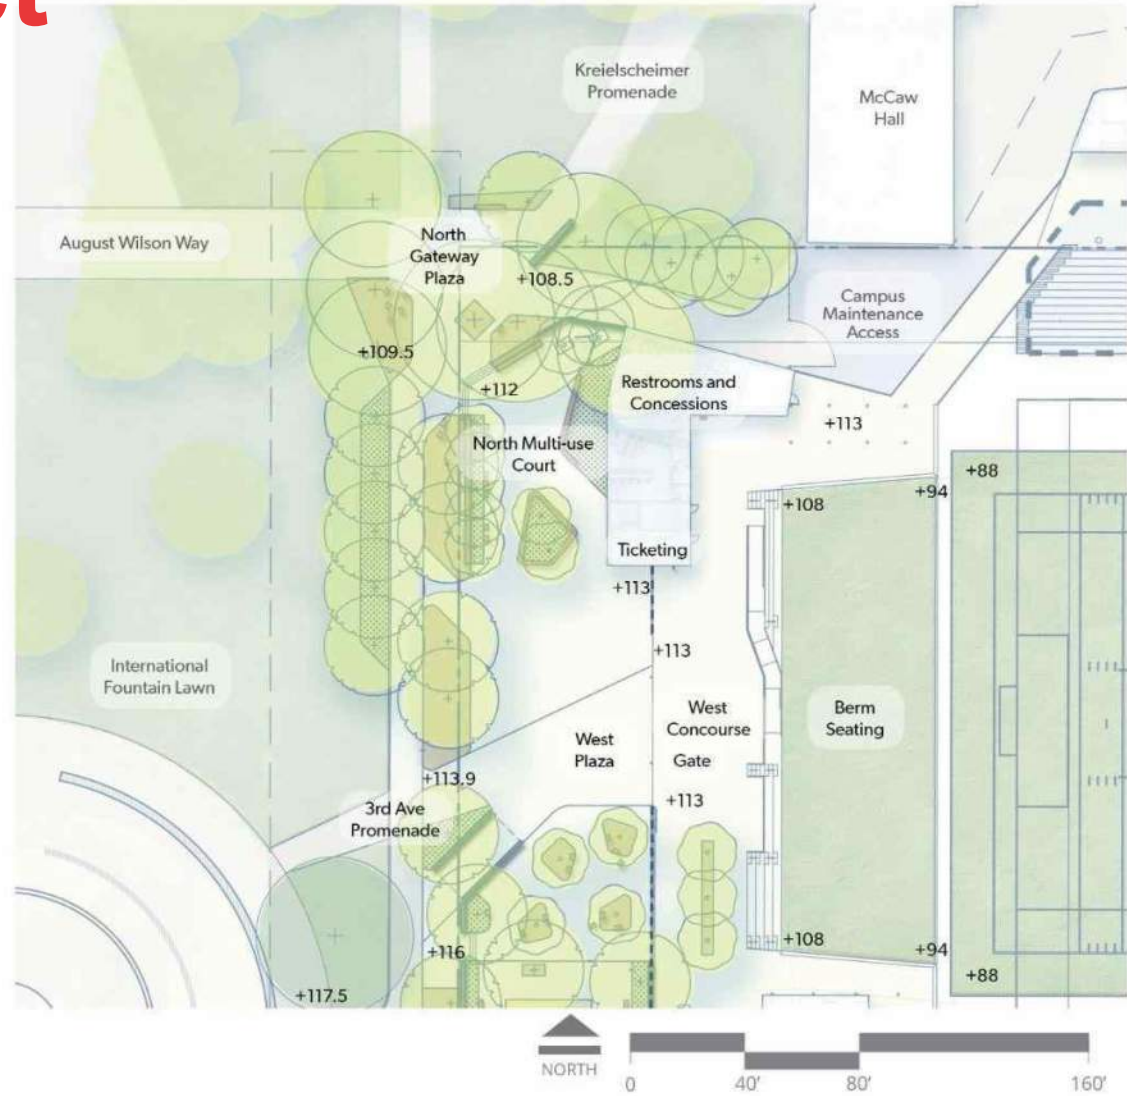 Kreielscheimer
Promenade
McCaw
Hall
August Wilson Way
North
Gateway
Plaza
+108.5
Campus
Maintenance
Access
+109.5
+112
Restrooms and
Concessions
+113
North Multi-use
Court
+88
+94
+108
Ticketing
+113
+113
International
Fountain Lawn
West
Concourse
Gate
Berm
Seating
West
Plaza
+113.9
+113
3rd Ave
Promenade
+108
+94
+116
+88
+117.5
NORTH
0 40' 80' 160'